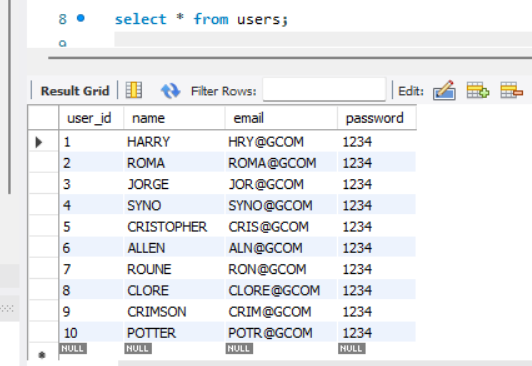 8 select * from users;
9
Result Grid Filter Rows: Edit:
user_id name email password
1 HARRY HRY@GCOM 1234
2 ROMA ROMA@GCOM 1234
3 JORGE JOR@GCOM 1234
4 SYNO SYNO@GCOM 1234
5 CRISTOPHER CRIS@GCOM 1234
6 ALLEN ALN@GCOM 1234
7 ROUNE RON@GCOM 1234
8 CLORE CLORE@GCOM 1234
9 CRIMSON CRIM@GCOM 1234
10 POTTER POTR@GCOM 1234
NULL NULL NULL NULL